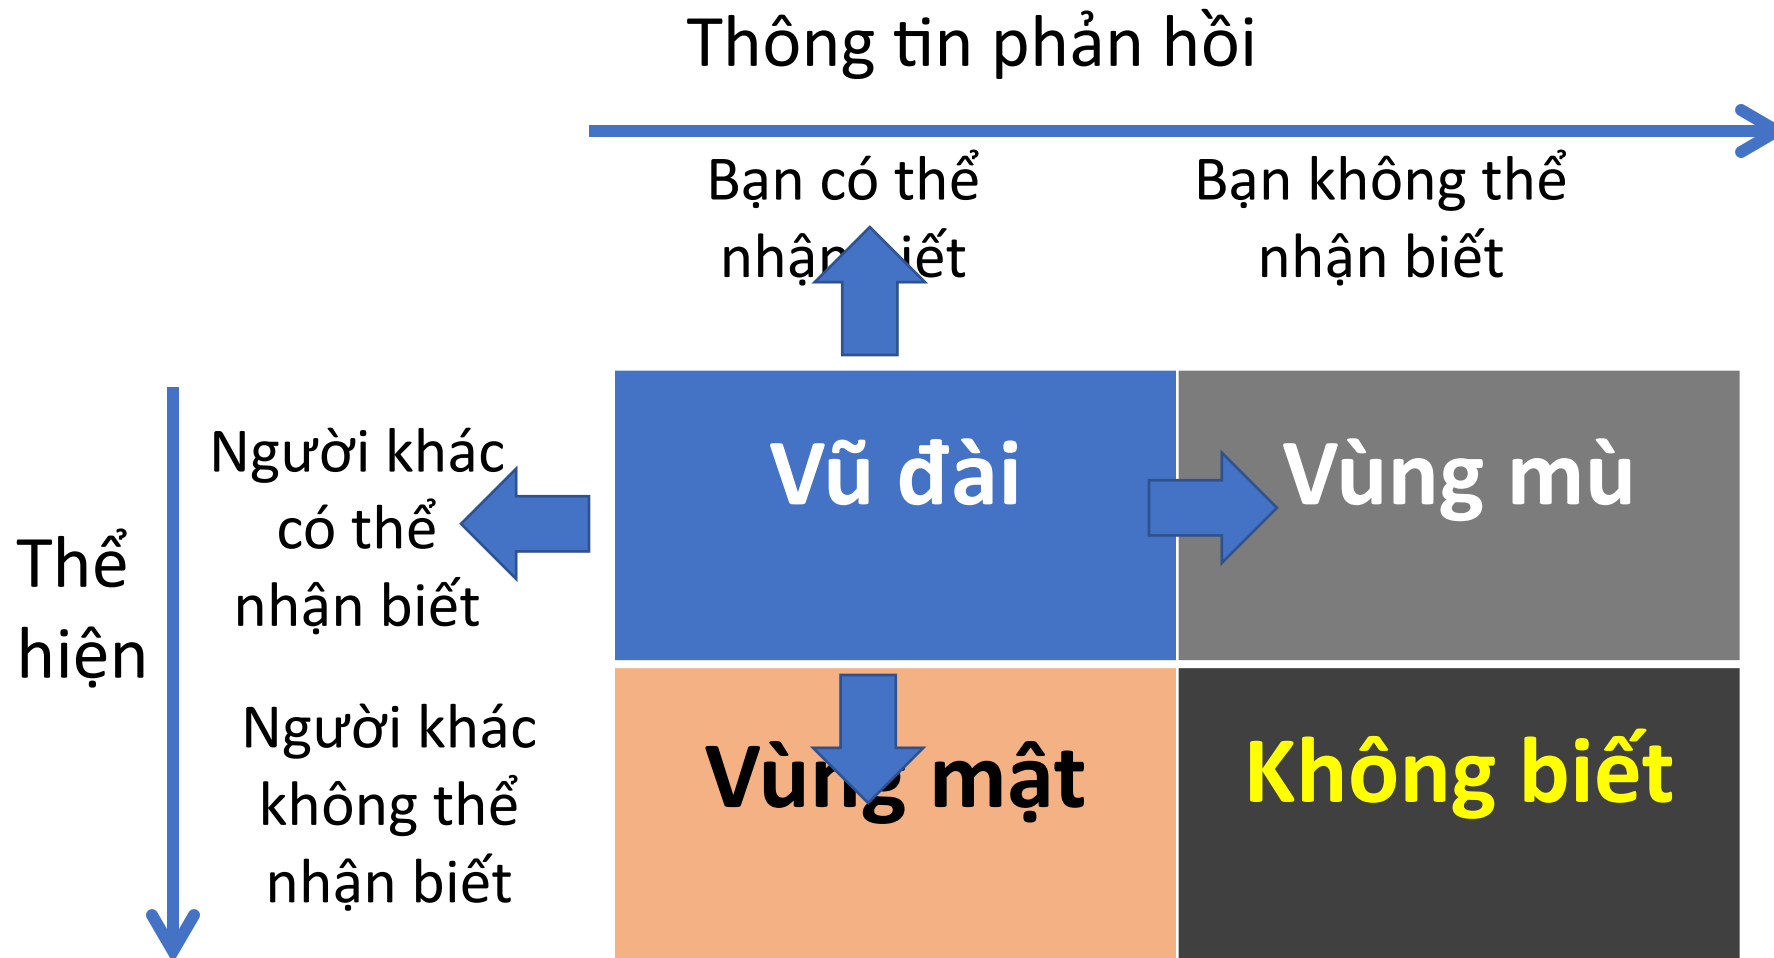 Thông tin phản hồi
Bạn có thể
nhận biết
Bạn không thể
nhận biết
Thể
hiện
Người khác
có thể
nhận biết
Người khác
không thể
nhận biết
Vũ đài
Vùng mù
Vùng mật
Không biết